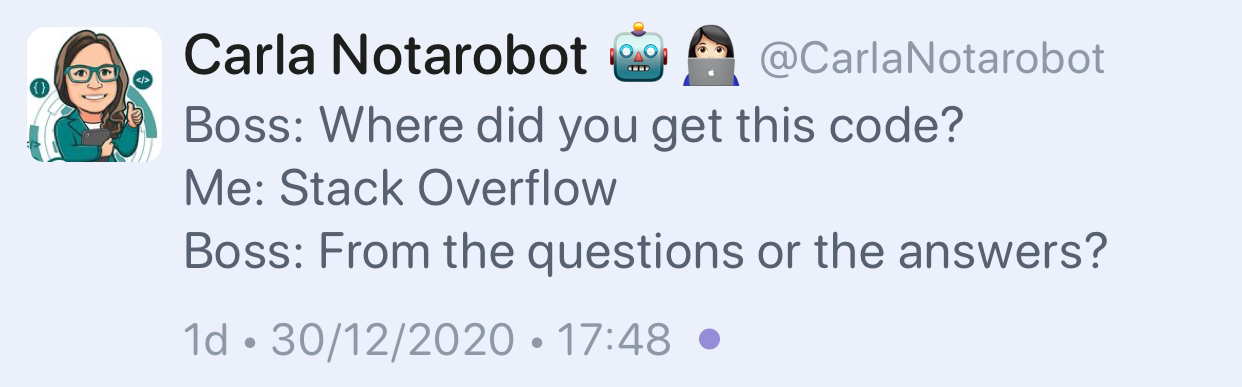 Carla Notarobot 🤖 👩🏻‍💻 @CarlaNotarobot
Boss: Where did you get this code?
Me: Stack Overflow
Boss: From the questions or the answers?
1d • 30/12/2020 • 17:48